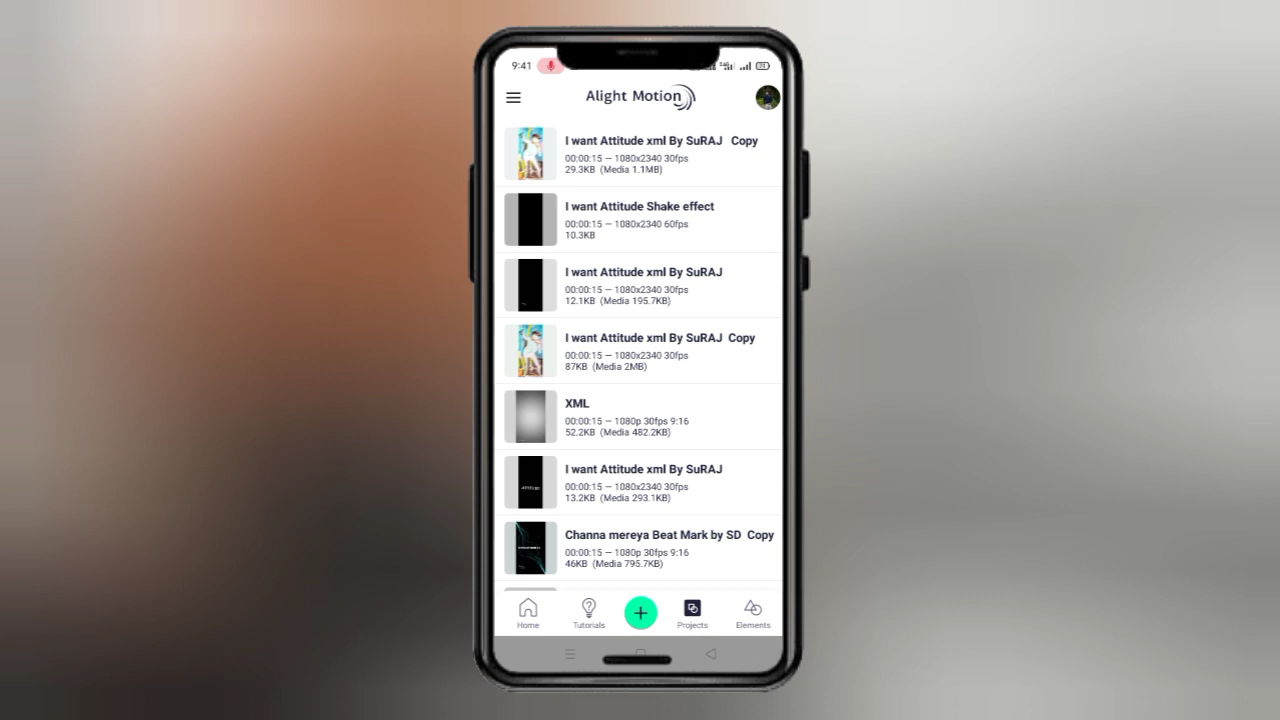 9:41
Alight Motion
I want Attitude xml By SuRAJ Copy
00:00:15 — 1080x2340 30fps
29.3KB (Media 1.1MB)
I want Attitude Shake effect
00:00:15 — 1080x2340 60fps
10.3KB
I want Attitude xml By SuRAJ
00:00:15 — 1080x2340 30fps
12.1KB (Media 195.7KB)
I want Attitude xml By SuRAJ Copy
00:00:15 — 1080x2340 30fps
87KB (Media 2MB)
XML
00:00:15 — 1080p 30fps 9:16
52.2KB (Media 482.2KB)
I want Attitude xml By SuRAJ
00:00:15 — 1080x2340 30fps
13.2KB (Media 293.1KB)
Channa mereya Beat Mark by SD Copy
00:00:15 — 1080p 30fps 9:16
46KB (Media 795.7KB)
Home Tutorials Projects Elements